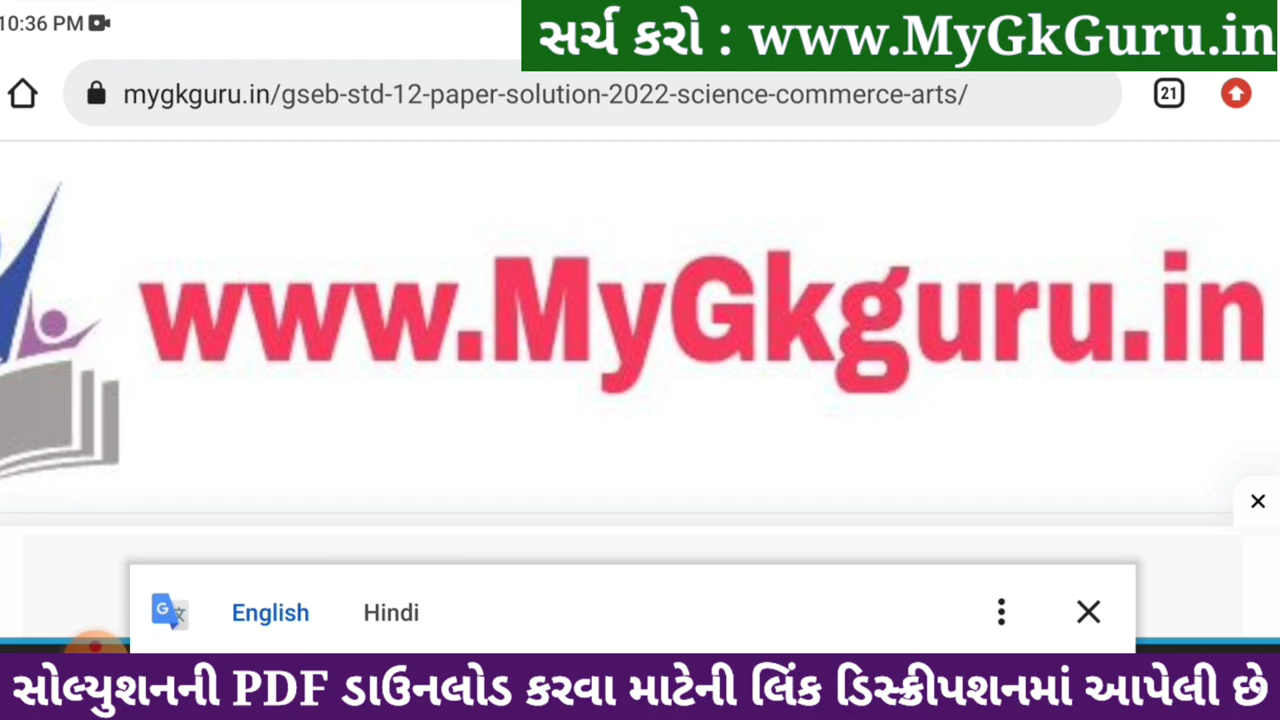 10:36 PM
સર્ચ કરો : www.MyGkGuru.in
mygkguru.in/gseb-std-12-paper-solution-2022-science-commerce-arts/
21
www.MyGkguru.in
English Hindi
સોલ્યુશનની PDF ડાઉનલોડ કરવા માટેની લિંક ડિસ્ક્રીપશનમાં આપેલી છે